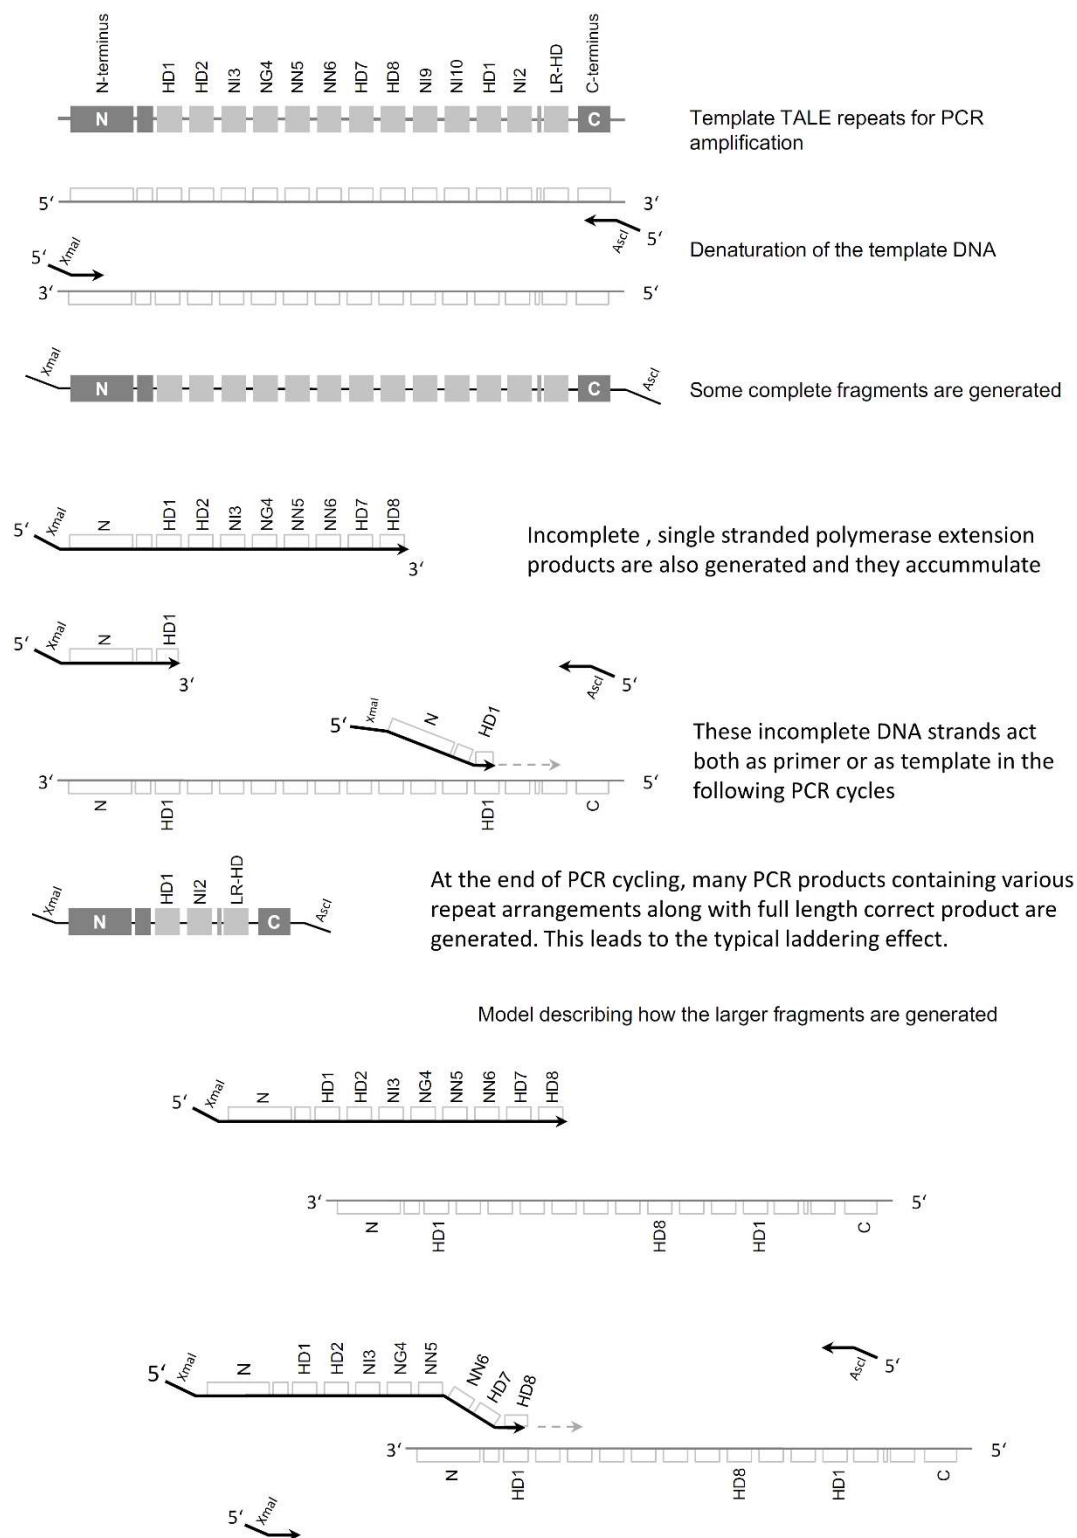 N-terminus HD1 HD2 NI3 NG4 NN5 NN6 HD7 HD8 NI9 NI10 HD1 NI2 LR-HD C-terminus
N C
Template TALE repeats for PCR
amplification
5‘ 3‘
AscI 5‘
Denaturation of the template DNA
5‘ XmaI
3‘ 5‘
XmaI AscI
N C
Some complete fragments are generated
5‘ XmaI N HD1 HD2 NI3 NG4 NN5 NN6 HD7 HD8
3‘
Incomplete , single stranded polymerase extension
products are also generated and they accummulate
5‘ XmaI N HD1
3‘
AscI 5‘
5‘ XmaI N HD1
3‘ 5‘
N HD1 HD1 C
These incomplete DNA strands act
both as primer or as template in the
following PCR cycles
XmaI HD1 NI2 LR-HD AscI
N C
At the end of PCR cycling, many PCR products containing various
repeat arrangements along with full length correct product are
generated. This leads to the typical laddering effect.
Model describing how the larger fragments are generated
5‘ XmaI N HD1 HD2 NI3 NG4 NN5 NN6 HD7 HD8
3‘ 5‘
N HD1 HD8 HD1 C
5‘ XmaI N HD1 HD2 NI3 NG4 NN5 NN6 HD7 HD8
AscI 5‘
3‘ 5‘
N HD1 HD8 HD1 C
5‘ XmaI